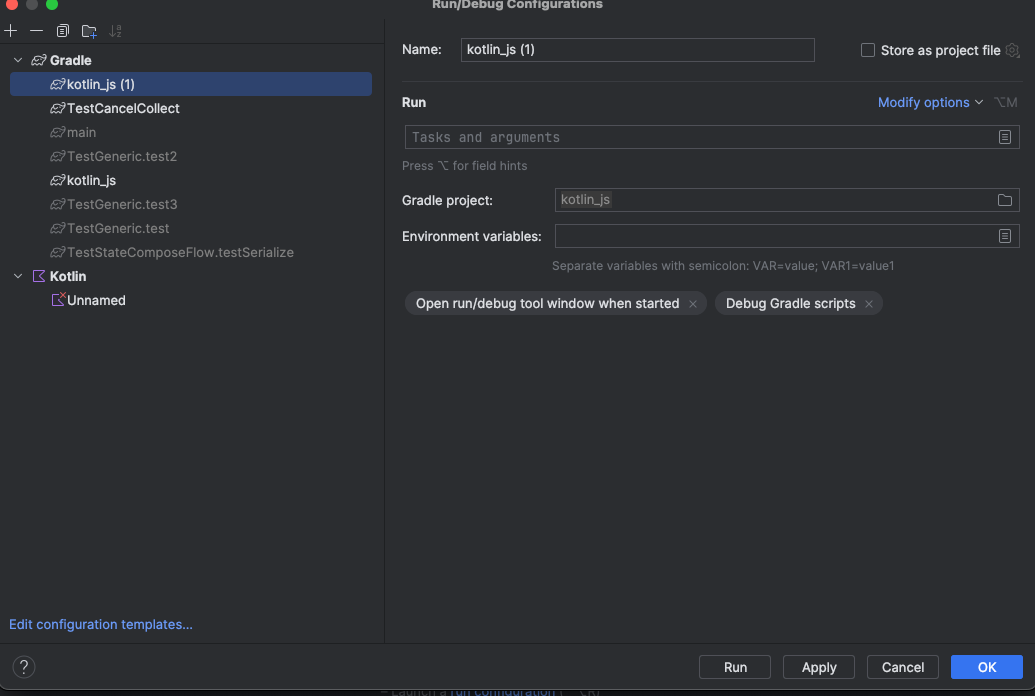 Run/Debug Configurations
Gradle
kotlin_js (1)
TestCancelCollect
main
TestGeneric.test2
kotlin_js
TestGeneric.test3
TestGeneric.test
TestStateComposeFlow.testSerialize
Kotlin
Unnamed
Edit configuration templates...
Name: kotlin_js (1) Store as project file
Run Modify options ⌥M
Tasks and arguments
Press ⌥ for field hints
Gradle project: kotlin_js
Environment variables:
Separate variables with semicolon: VAR=value; VAR1=value1
Open run/debug tool window when started × Debug Gradle scripts ×
? Run Apply Cancel OK
– Launch a run configuration